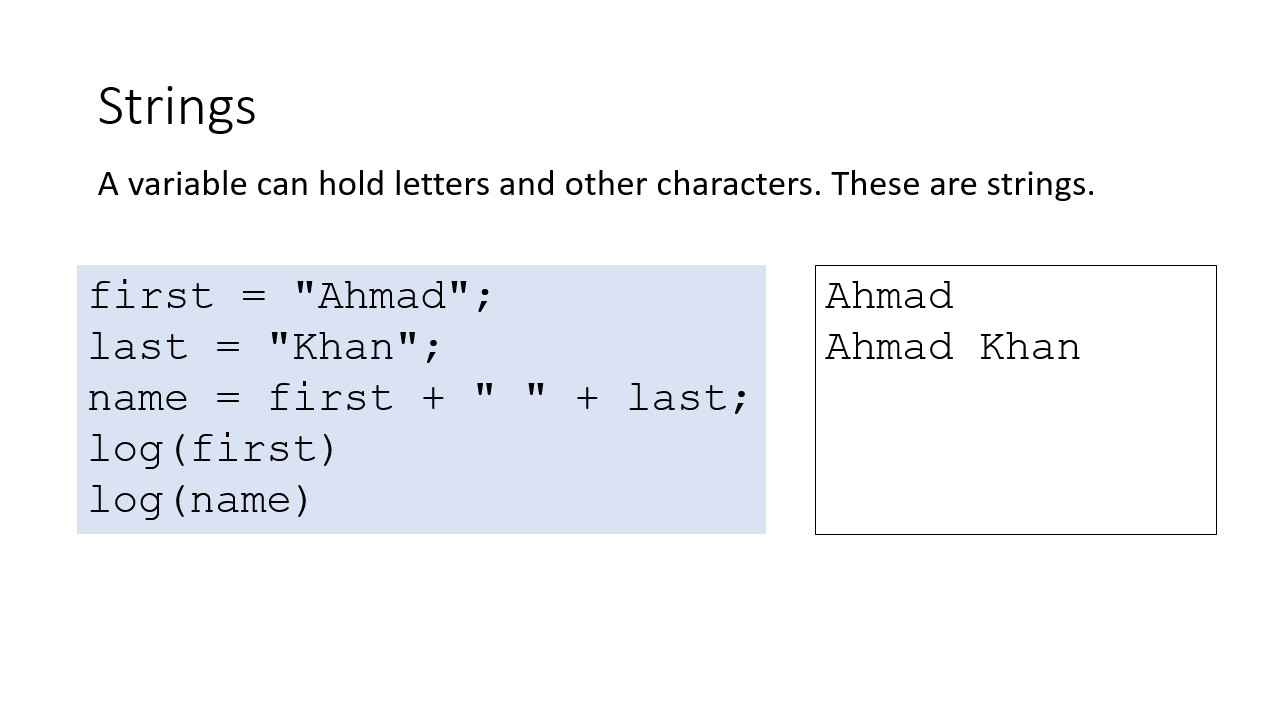 Strings
A variable can hold letters and other characters. These are strings.
first = "Ahmad";
last = "Khan";
name = first + " " + last;
log(first)
log(name)
Ahmad
Ahmad Khan